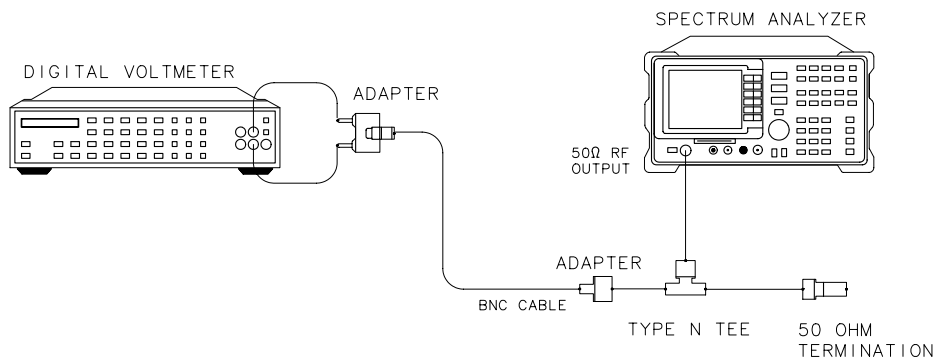 SPECTRUM ANALYZER
DIGITAL VOLTMETER
ADAPTER
50Ω RF
OUTPUT
ADAPTER
BNC CABLE
TYPE N TEE
50 OHM
TERMINATION